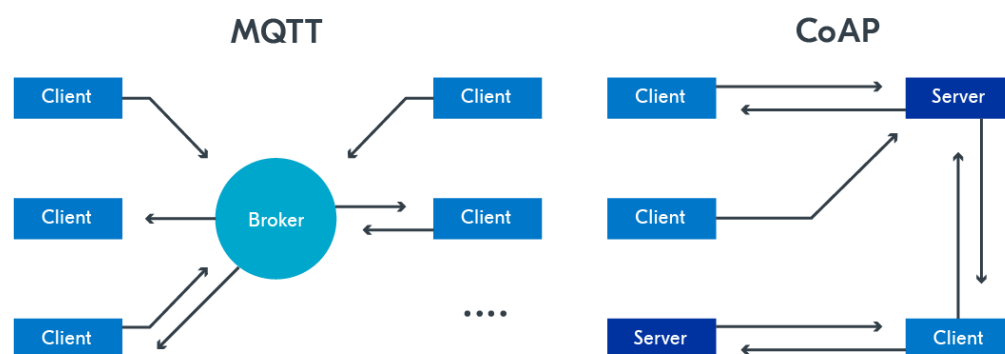 MQTT
CoAP
Client
Client
Client
Server
Client
Broker
Client
Client
....
Client
Server
Client